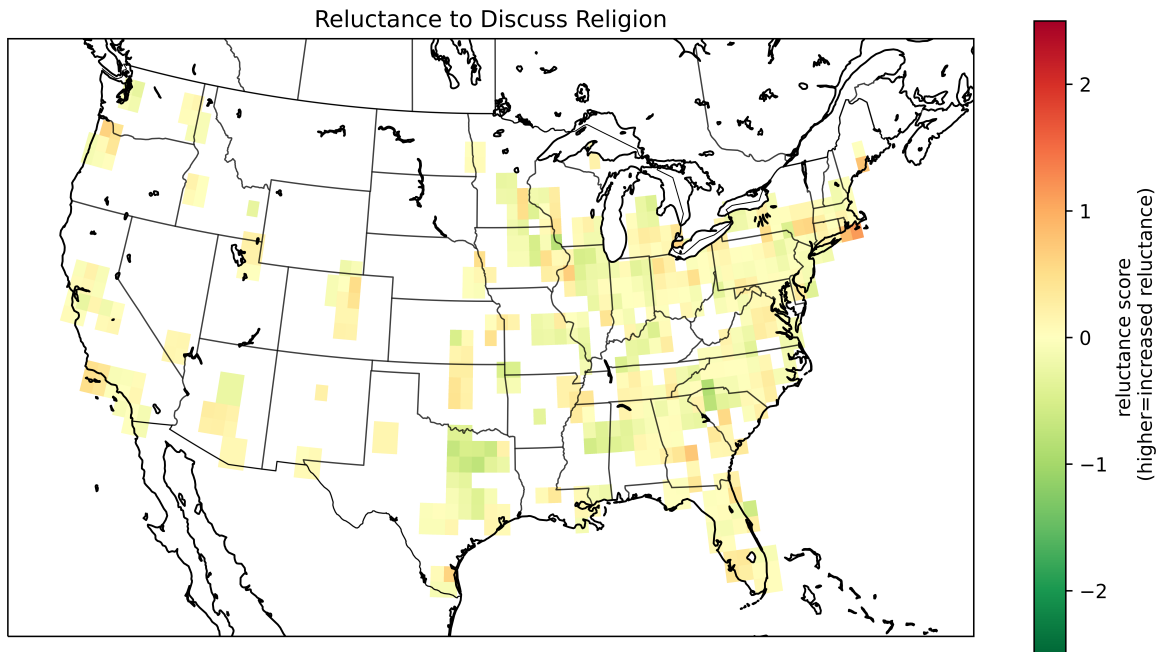 Reluctance to Discuss Religion
2
1
0
−1
−2
reluctance score
(higher=increased reluctance)